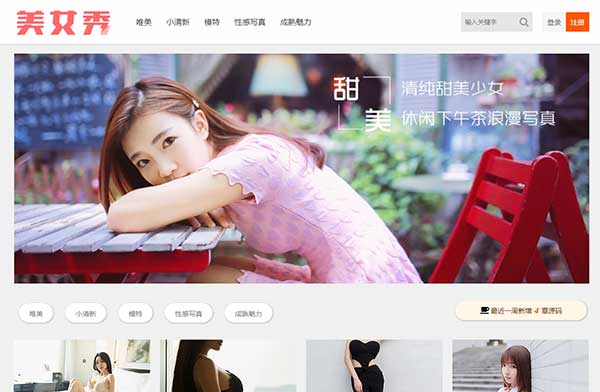 美女秀
唯美 小清新 模特 性感写真 成熟魅力
输入关键字
登录 注册
甜美
清纯甜美少女
休闲下午茶浪漫写真
唯美 小清新 模特 性感写真 成熟魅力
最近一周新增 4 套源码